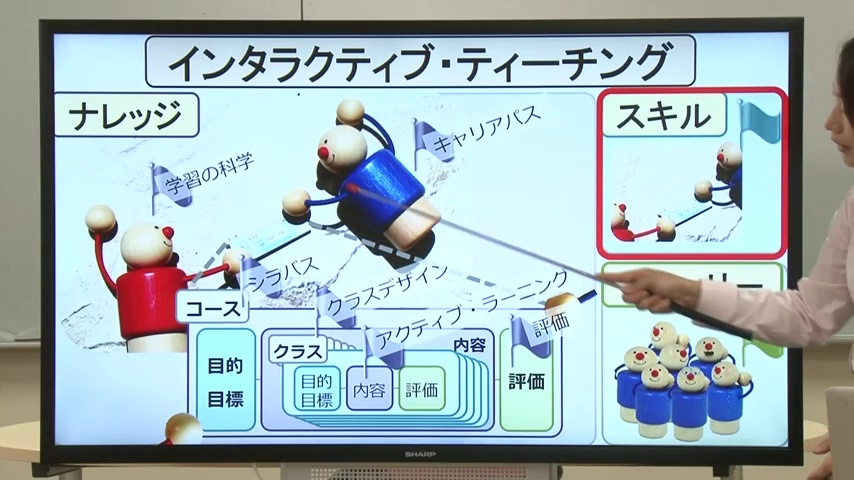 インタラクティブ・ティーチング
ナレッジ
スキル
キャリアパス
学習の科学
シラバス
クラスデザイン
アクティブ・ラーニング
評価
コース
目的
目標
クラス
内容
目的
目標
内容
評価
評価
リー
SHARP